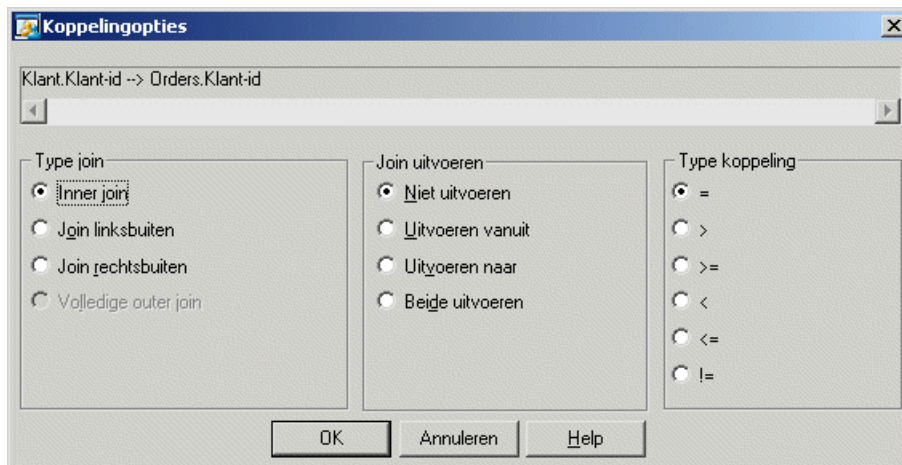 Koppelingopties
Klant.Klant-id --> Orders.Klant-id
Type join
Inner join
Join linksbuiten
Join rechtsbuiten
Volledige outer join
Join uitvoeren
Niet uitvoeren
Uitvoeren vanuit
Uitvoeren naar
Beide uitvoeren
Type koppeling
=
>
>=
<
<=
!=
OK
Annuleren
Help